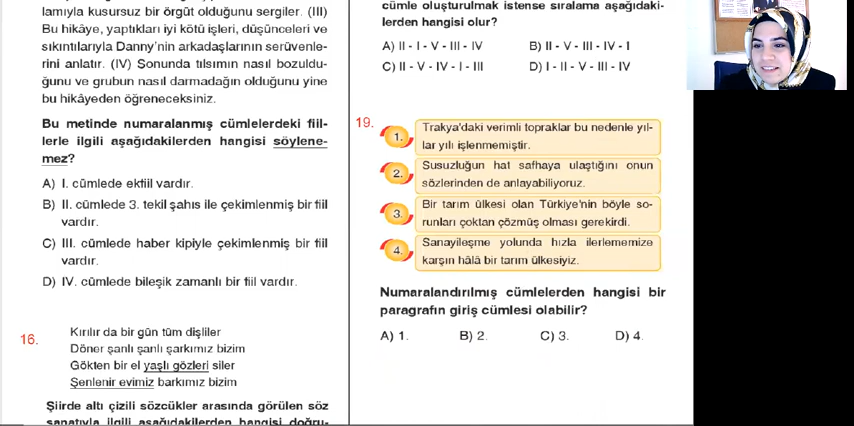 lamıyla kusursuz bir örgüt olduğunu sergiler. (III)
Bu hikâye, yaptıkları iyi kötü işleri, düşünceleri ve
sıkıntılarıyla Danny'nin arkadaşlarının serüvenle-
rini anlatır. (IV) Sonunda tılsımın nasıl bozuldu-
ğunu ve grubun nasıl darmadağın olduğunu yine
bu hikâyeden öğreneceksiniz.
Bu metinde numaralanmış cümlelerdeki fiil-
lerle ilgili aşağıdakilerden hangisi söylene-
mez?
A) I. cümlede ekfiil vardır.
B) II. cümlede 3. tekil şahıs ile çekimlenmiş bir fiil
vardır.
C) III. cümlede haber kipiyle çekimlenmiş bir fiil
vardır.
D) IV. cümlede bileşik zamanlı bir fiil vardır.
16.
Kırılır da bir gün tüm dişliler
Döner şanlı şanlı şarkımız bizim
Gökten bir el yaşlı gözleri siler
Şenlenir evimiz barkımız bizim
Şiirde altı çizili sözcükler arasında görülen söz
sanatıyla ilgili aşağıdakilerden hangisi doğru-
cümle oluşturulmak istense sıralama aşağıdaki-
lerden hangisi olur?
A) II - I - V - III - IV B) II - V - III - IV - I
C) II - V - IV - I - III D) I - II - V - III - IV
19.
1. Trakya'daki verimli topraklar bu nedenle yıl-
lar yılı işlenmemiştir.
2. Susuzluğun hat safhaya ulaştığını onun
sözlerinden de anlayabiliyoruz.
3. Bir tarım ülkesi olan Türkiye'nin böyle so-
runları çoktan çözmüş olması gerekirdi.
4. Sanayileşme yolunda hızla ilerlememize
karşın hâlâ bir tarım ülkesiyiz.
Numaralandırılmış cümlelerden hangisi bir
paragrafın giriş cümlesi olabilir?
A) 1. B) 2. C) 3. D) 4.